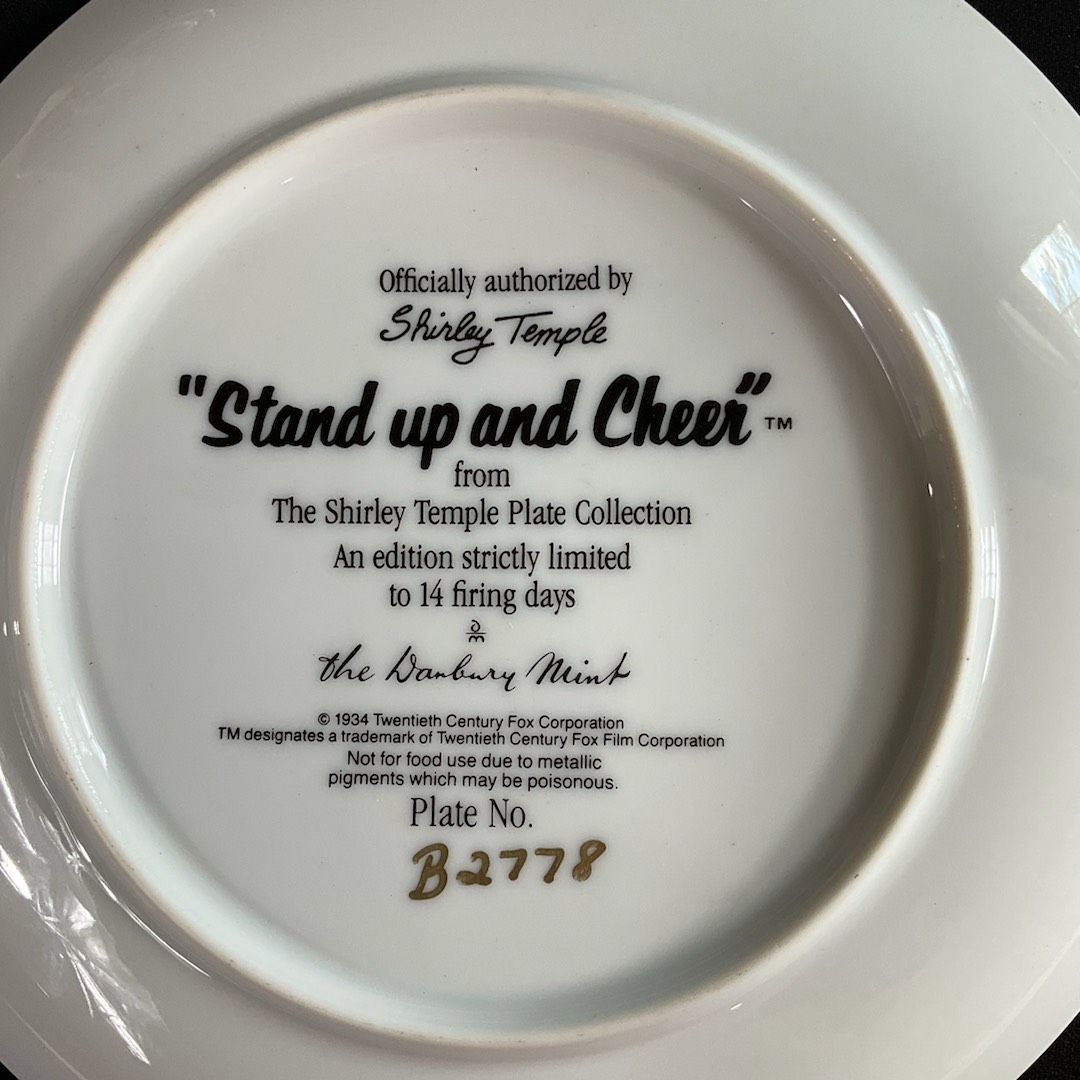 Officially authorized by
Shirley Temple
"Stand up and Cheer"™
from
The Shirley Temple Plate Collection
An edition strictly limited
to 14 firing days
the Danbury Mint
© 1934 Twentieth Century Fox Corporation
TM designates a trademark of Twentieth Century Fox Film Corporation
Not for food use due to metallic
pigments which may be poisonous.
Plate No.
B2778